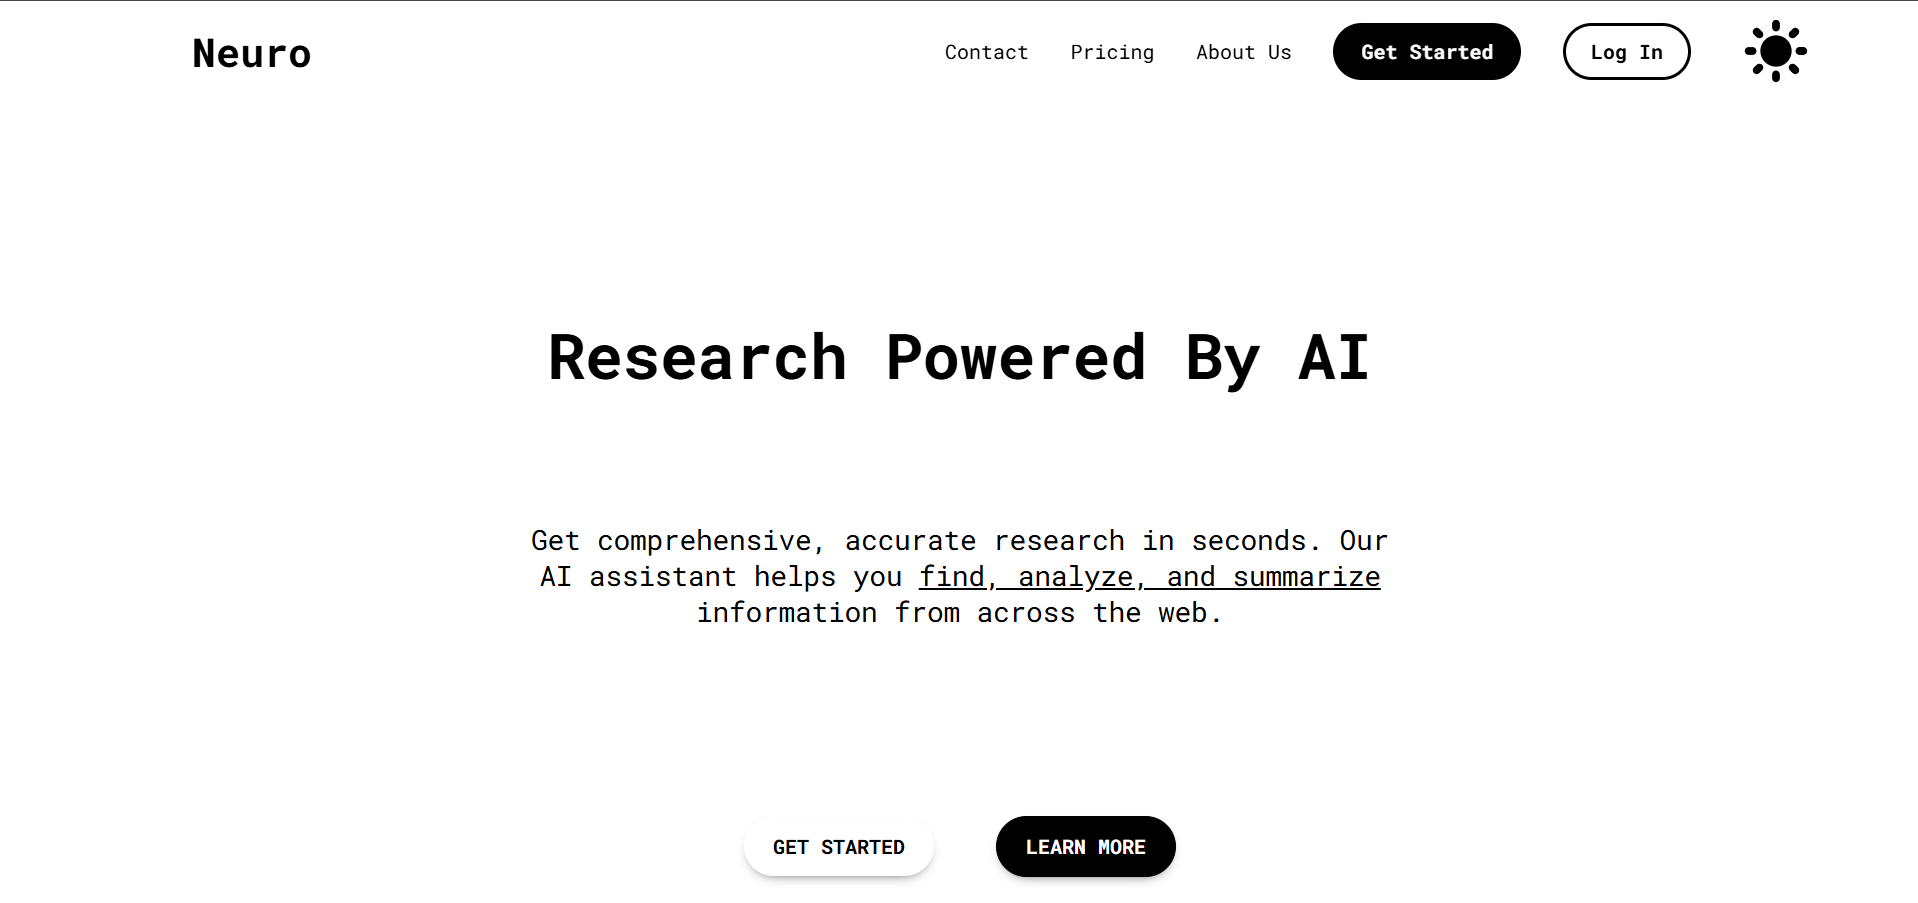 Neuro
Contact Pricing About Us Get Started Log In
Research Powered By AI
Get comprehensive, accurate research in seconds. Our
AI assistant helps you find, analyze, and summarize
information from across the web.
GET STARTED LEARN MORE